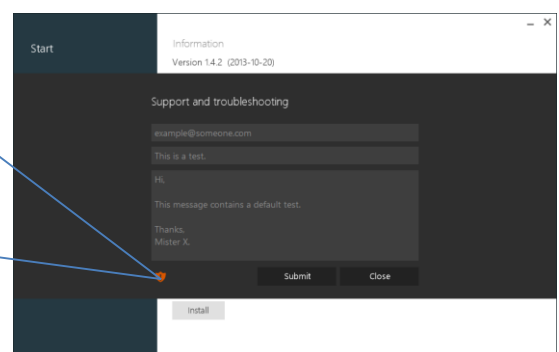 Start
Information
Version 1.4.2 (2013-10-20)
Support and troubleshooting
example@someone.com
This is a test.
Hi,
This message contains a default test.
Thanks,
Mister X.
Submit
Close
Install